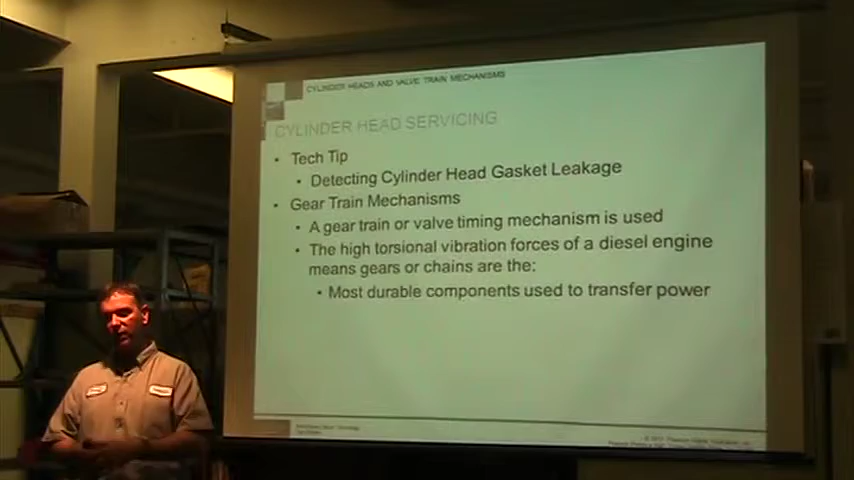 CYLINDER HEADS AND VALVE TRAIN MECHANISMS
CYLINDER HEAD SERVICING
• Tech Tip
• Detecting Cylinder Head Gasket Leakage
• Gear Train Mechanisms
• A gear train or valve timing mechanism is used
• The high torsional vibration forces of a diesel engine
means gears or chains are the:
• Most durable components used to transfer power